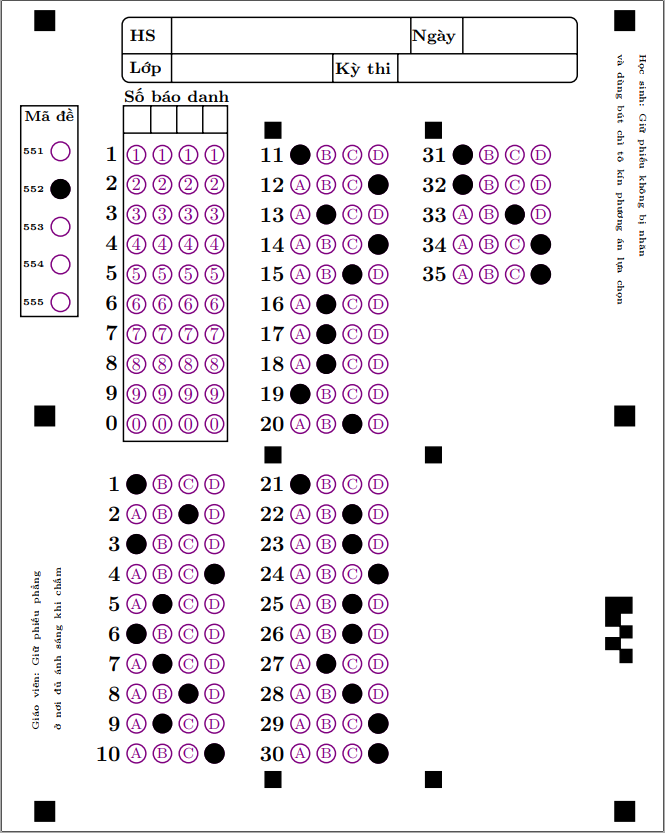 HS
Ngày
Lớp
Kỳ thi
Số báo danh
Mã đề
551
552
553
554
555
1 1 1 1 1
2 2 2 2 2
3 3 3 3 3
4 4 4 4 4
5 5 5 5 5
6 6 6 6 6
7 7 7 7 7
8 8 8 8 8
9 9 9 9 9
0 0 0 0 0
11 B C D
12 A B C
13 A C D
14 A B C
15 A B D
16 A C D
17 A C D
18 A C D
19 B C D
20 A B D
31 B C D
32 B C D
33 A B D
34 A B C
35 A B C
Học sinh: Giữ phiếu không bị nhăn
và dùng bút chì tô kín phương án lựa chọn
1 B C D
2 A B D
3 B C D
4 A B C
5 A C D
6 B C D
7 A C D
8 A B D
9 A C D
10 A B C
21 B C D
22 A B D
23 A B D
24 A B C
25 A B D
26 A B D
27 A C D
28 A B D
29 A B C
30 A B C
Giáo viên: Giữ phiếu phẳng
ở nơi đủ ánh sáng khi chấm